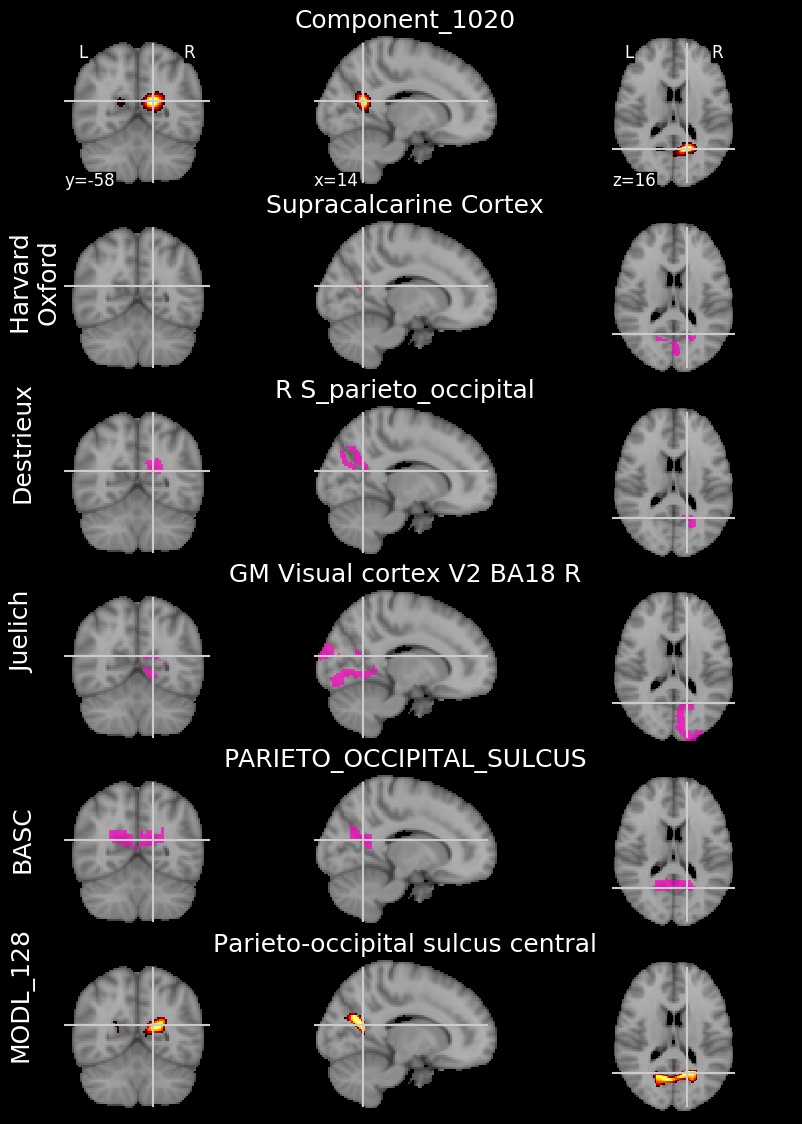 Component_1020
L R
L R
y=-58
x=14
z=16
Supracalcarine Cortex
Harvard
Oxford
R S_parieto_occipital
Destrieux
GM Visual cortex V2 BA18 R
Juelich
PARIETO_OCCIPITAL_SULCUS
BASC
Parieto-occipital sulcus central
MODL_128